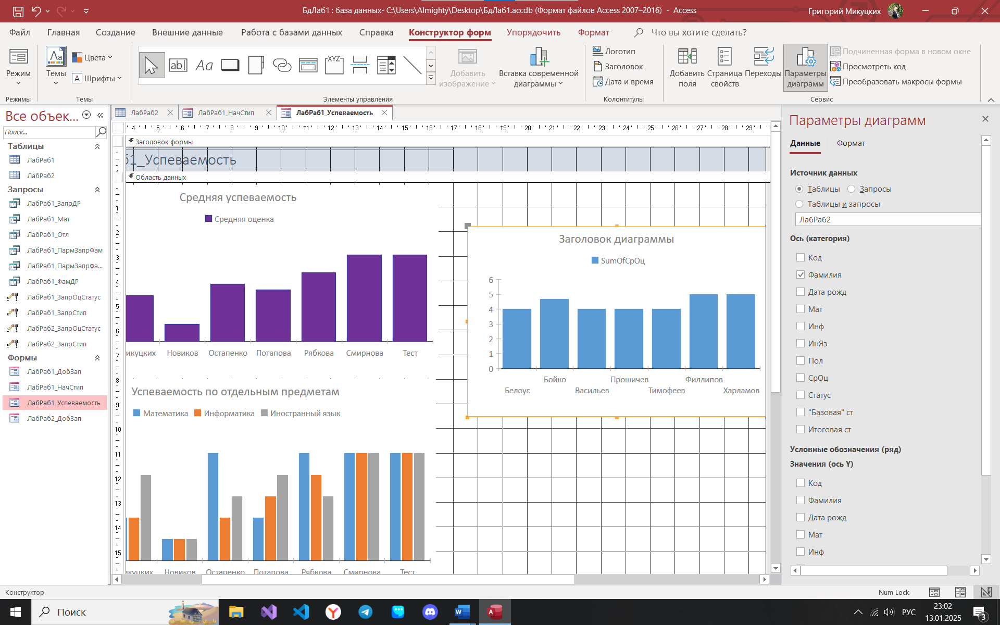 БдЛаб1 : база данных- C:\Users\Almighty\Desktop\БдЛаб1.accdb (Формат файлов Access 2007–2016) - Access
Григорий Микуцких
Файл
Главная
Создание
Внешние данные
Работа с базами данных
Справка
Конструктор форм
Упорядочить
Формат
Что вы хотите сделать?
Режим
Режимы
Aa
Темы
Цвета
A Шрифты
Темы
ab|
Aa
XYZ
Элементы управления
Добавить изображение
Вставка современной диаграммы
Логотип
Заголовок
Дата и время
Колонтитулы
Добавить поля
Страница свойств
Переходы
Параметры диаграмм
Подчиненная форма в новом окне
Просмотреть код
Преобразовать макросы формы
Сервис
Все объек...
Поиск...
Таблицы
ЛабРаб1
ЛабРаб2
Запросы
ЛабРаб1_ЗапрДР
ЛабРаб1_Мат
ЛабРаб1_Отл
ЛабРаб1_ПармЗапрФам
ЛабРаб1_ПармЗапрФа...
ЛабРаб1_ФамДР
ЛабРаб1_ЗапрОцСтатус
ЛабРаб1_ЗапрСтип
ЛабРаб2_ЗапрОцСтатус
ЛабРаб2_ЗапрСтип
Формы
ЛабРаб1_ДобЗап
ЛабРаб1_НачСтип
ЛабРаб1_Успеваемость
ЛабРаб2_ДобЗап
ЛабРаб2
ЛабРаб1_НачСтип
ЛабРаб1_Успеваемость
4 5 6 7 8 9 10 11 12 13 14 15 16 17 18 19 20 21 22 23 24 25 26 27 28 29
Заголовок формы
б1_Успеваемость
Область данных
1
2
3
4
5
6
7
8
9
10
11
12
13
14
15
Средняя успеваемость
Средняя оценка
икуцких Новиков Остапенко Потапова Рябкова Смирнова Тест
Успеваемость по отдельным предметам
Математика Информатика Иностранный язык
икуцких Новиков Остапенко Потапова Рябкова Смирнова Тест
Заголовок диаграммы
SumOfСрОц
6
5
4
3
2
1
0
Бойко Прошичев Филлипов
Белоус Васильев Тимофеев Харламов
Параметры диаграмм
Данные
Формат
Источник данных
Таблицы
Запросы
Таблицы и запросы
ЛабРаб2
Ось (категория)
Код
Фамилия
Дата рожд
Мат
Инф
ИнЯз
Пол
СрОц
Статус
"Базовая" ст
Итоговая ст
Условные обозначения (ряд)
Значения (ось Y)
Код
Фамилия
Дата рожд
Мат
Инф
Конструктор
Num Lock
Поиск
W
A
РУС
23:02
13.01.2025
3